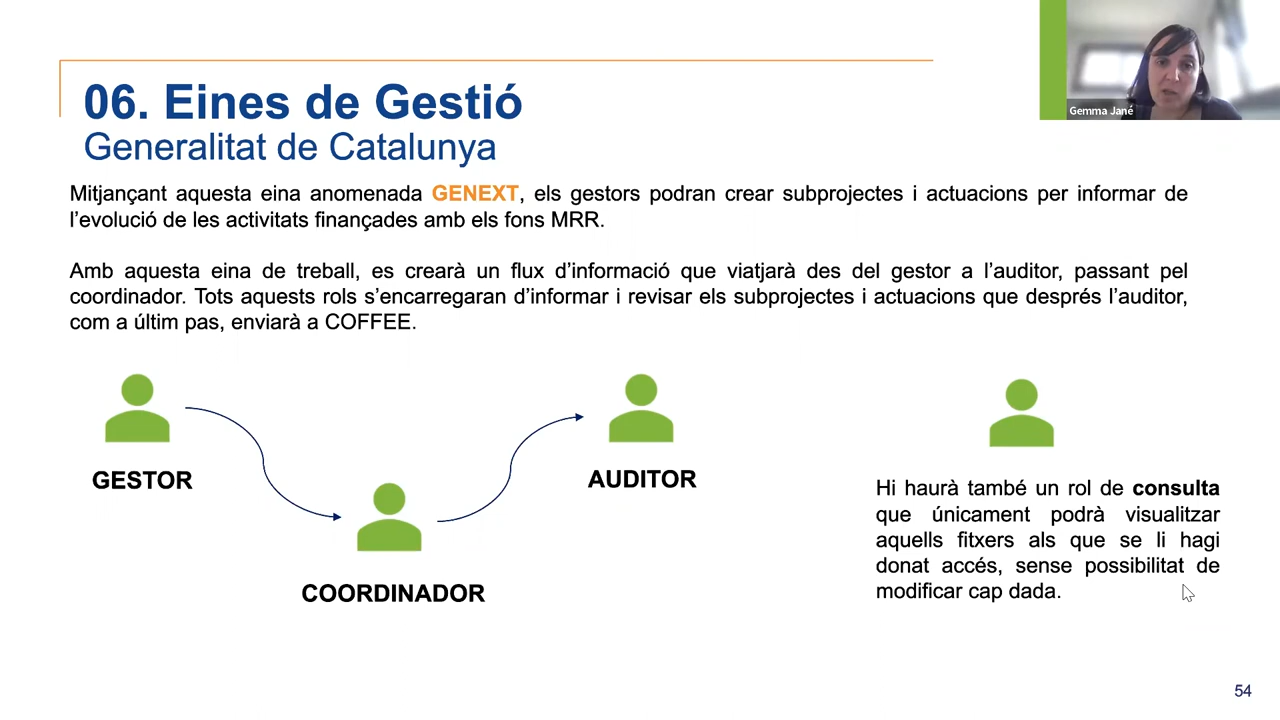 06. Eines de Gestió
Generalitat de Catalunya
Gemma Jané
Mitjançant aquesta eina anomenada GENEXT, els gestors podran crear subprojectes i actuacions per informar de
l’evolució de les activitats finançades amb els fons MRR.
Amb aquesta eina de treball, es crearà un flux d’informació que viatjarà des del gestor a l’auditor, passant pel
coordinador. Tots aquests rols s’encarregaran d’informar i revisar els subprojectes i actuacions que després l’auditor,
com a últim pas, enviarà a COFFEE.
GESTOR
COORDINADOR
AUDITOR
Hi haurà també un rol de consulta
que únicament podrà visualitzar
aquells fitxers als que se li hagi
donat accés, sense possibilitat de
modificar cap dada.
54